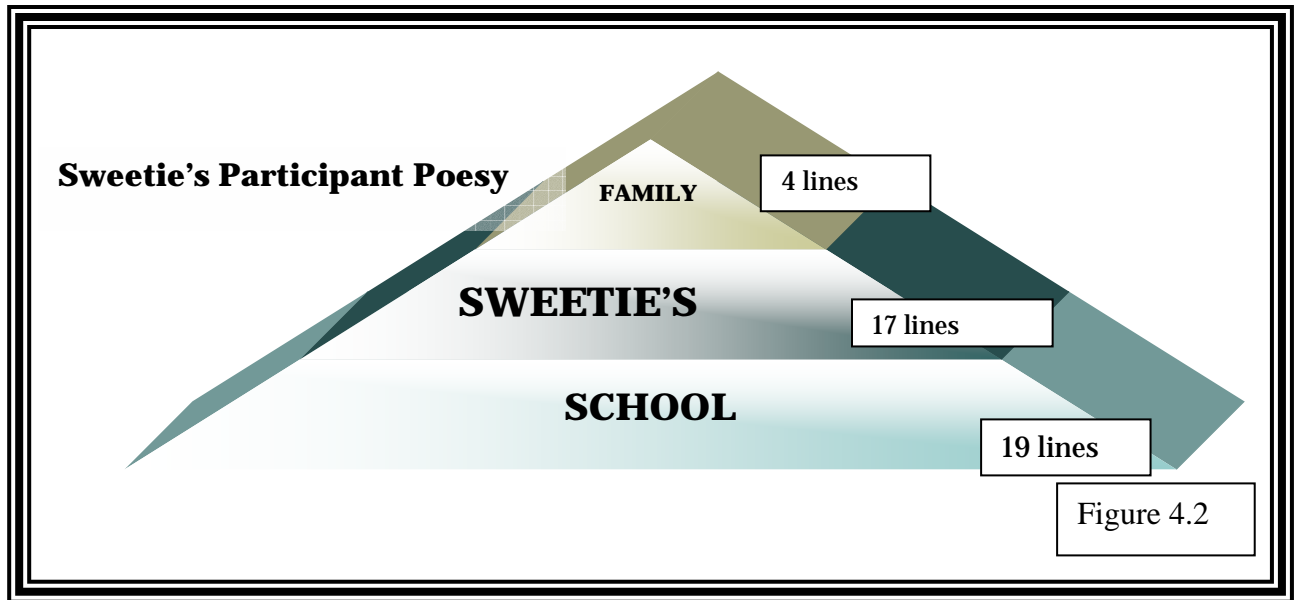 Sweetie’s Participant Poesy
FAMILY
4 lines
SWEETIE’S
17 lines
SCHOOL
19 lines
Figure 4.2